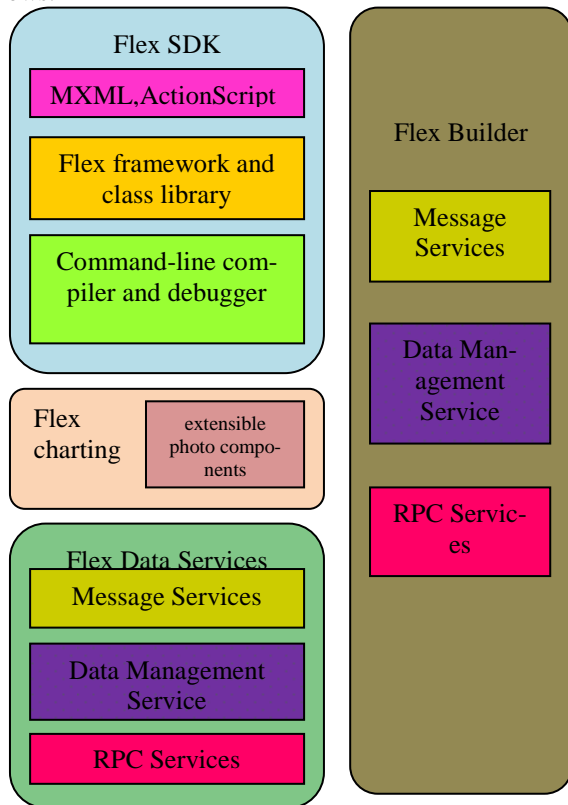 Flex SDK
MXML,ActionScript
Flex framework and
class library
Command-line com-
piler and debugger
Flex
charting
extensible
photo compo-
nents
Flex Data Services
Message Services
Data Management
Service
RPC Services
Flex Builder
Message
Services
Data Man-
agement
Service
RPC Servic-
es